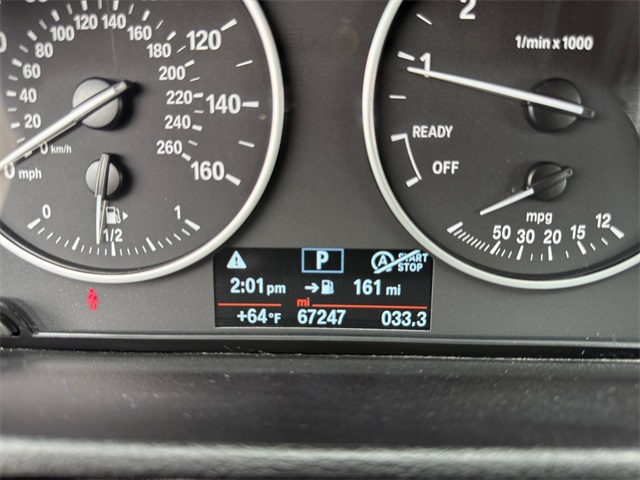 80 100 120 140 160 180 120
60 200
40 220 140
20 240
0 km/h 260 160
0 mph
0 1/2 1
2
1/min x 1000
1
READY
OFF
mpg
50 30 20 15 12
P A START STOP
2:01 pm 161 mi
mi
+64°F 67247 033.3